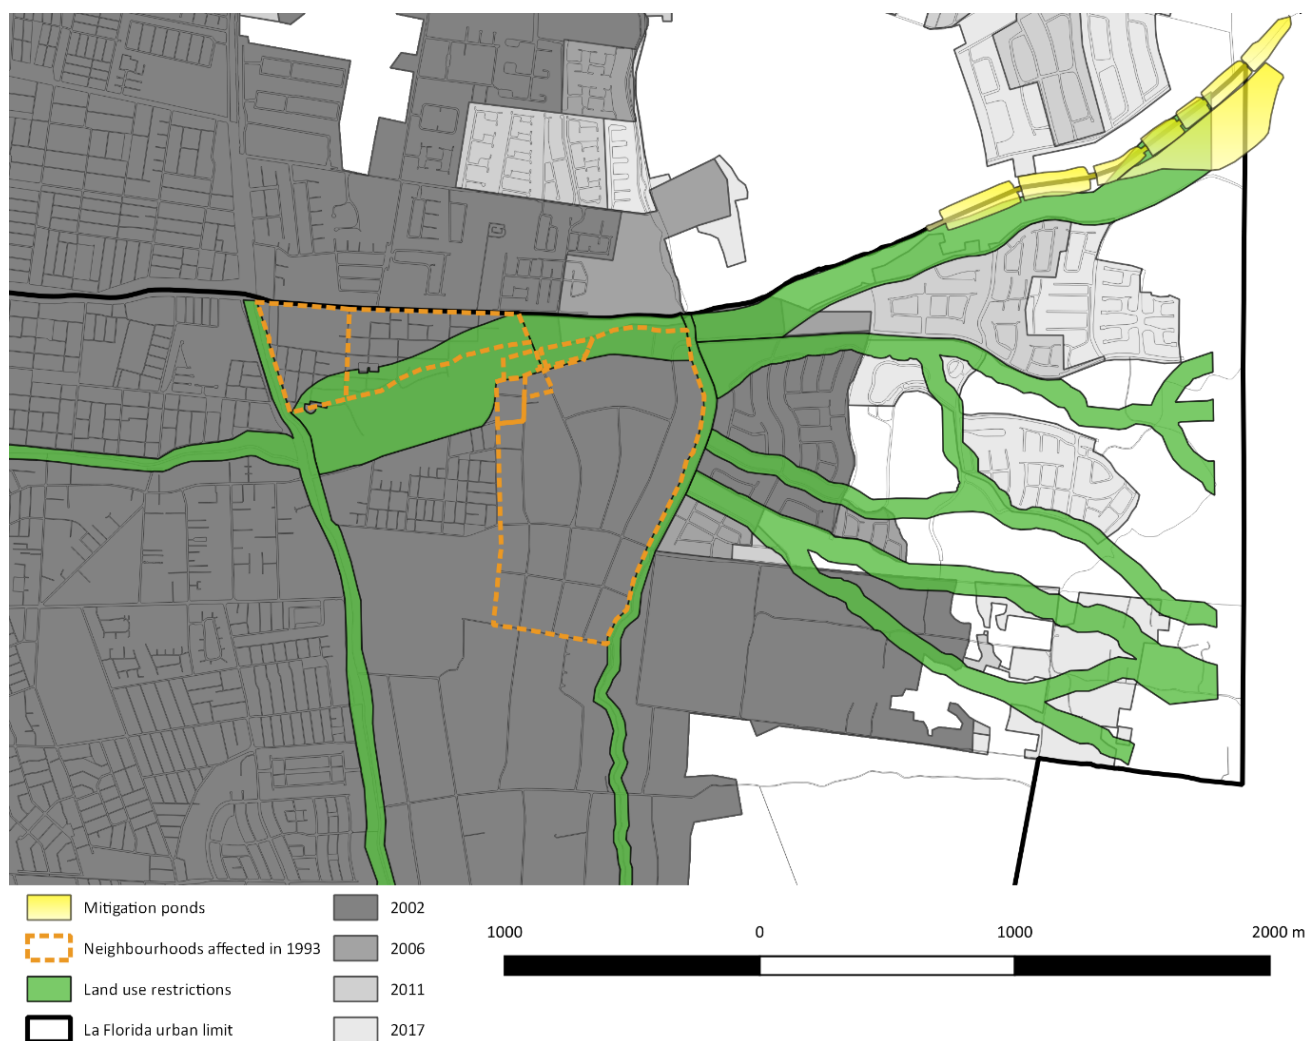 Mitigation ponds
Neighbourhoods affected in 1993
Land use restrictions
La Florida urban limit
2002
2006
2011
2017
1000 0 1000 2000 m